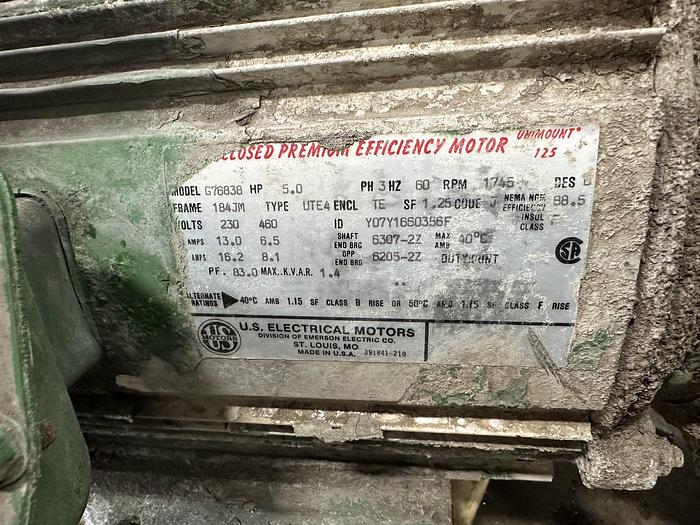 CLOSED PREMIUM EFFICIENCY MOTOR
UNIMOUNT®
125
MODEL G76838 HP 5.0 PH 3 HZ 60 RPM 1745 DES
FRAME 184JM TYPE UTE4 ENCL TE SF 1.25 CODE J NEMA NOM EFFICIENCY 88.5
VOLTS 230 460 ID INSUL CLASS F
AMPS 13.0 6.5 SHAFT END BRG 6307-2Z MAX AMB 40°C
AMPS 16.2 8.1 OPP END BRG 6205-2Z DUTY CONT
PF. 83.0 MAX. K.V.A.R. 1.4
ALTERNATE RATINGS 40°C AMB 1.15 SF CLASS B RISE OR 50°C AMB 1.15 SF CLASS F RISE
US
MOTORS
U.S. ELECTRICAL MOTORS
DIVISION OF EMERSON ELECTRIC CO.
ST. LOUIS, MO
MADE IN U.S.A. 391841-210